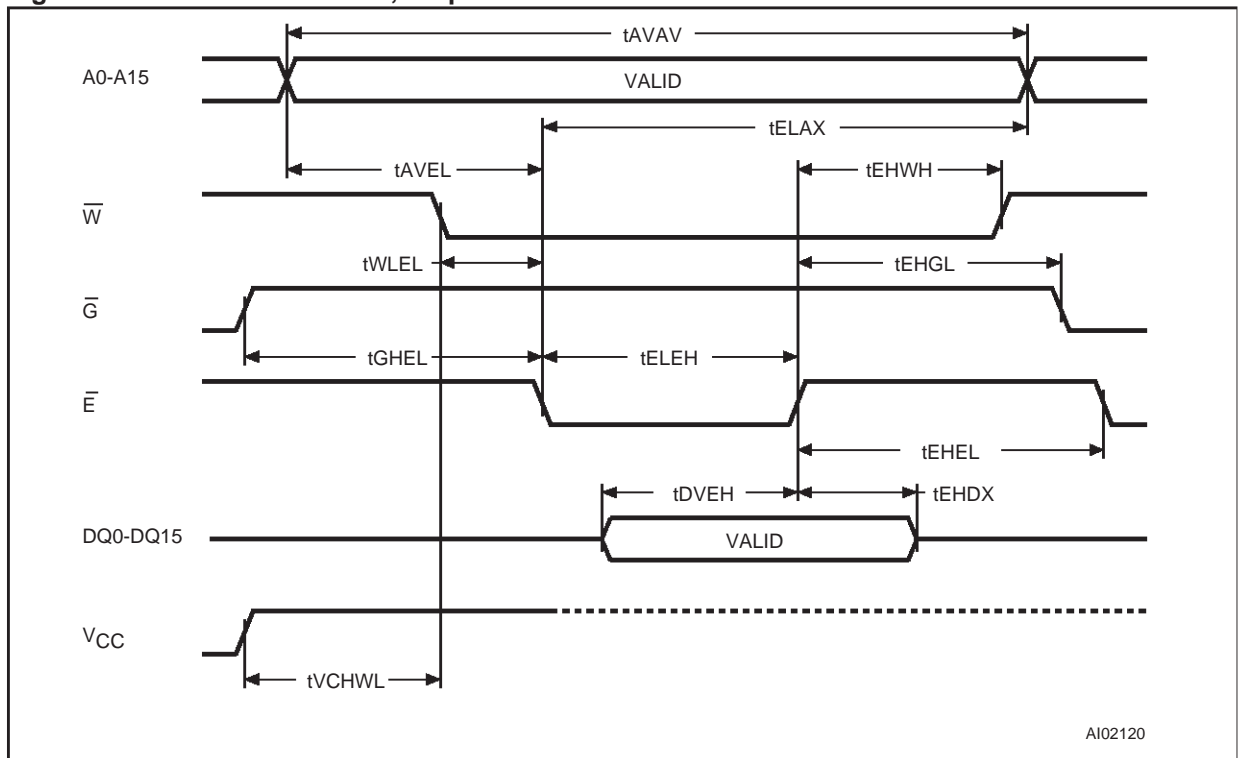 tAVAV
A0-A15
VALID
tELAX
tAVEL
tEHWH
W
tWLEL
tEHGL
G
tGHEL
tELEH
E
tEHEL
tDVEH
tEHDX
DQ0-DQ15
VALID
VCC
tVCHWL
AI02120